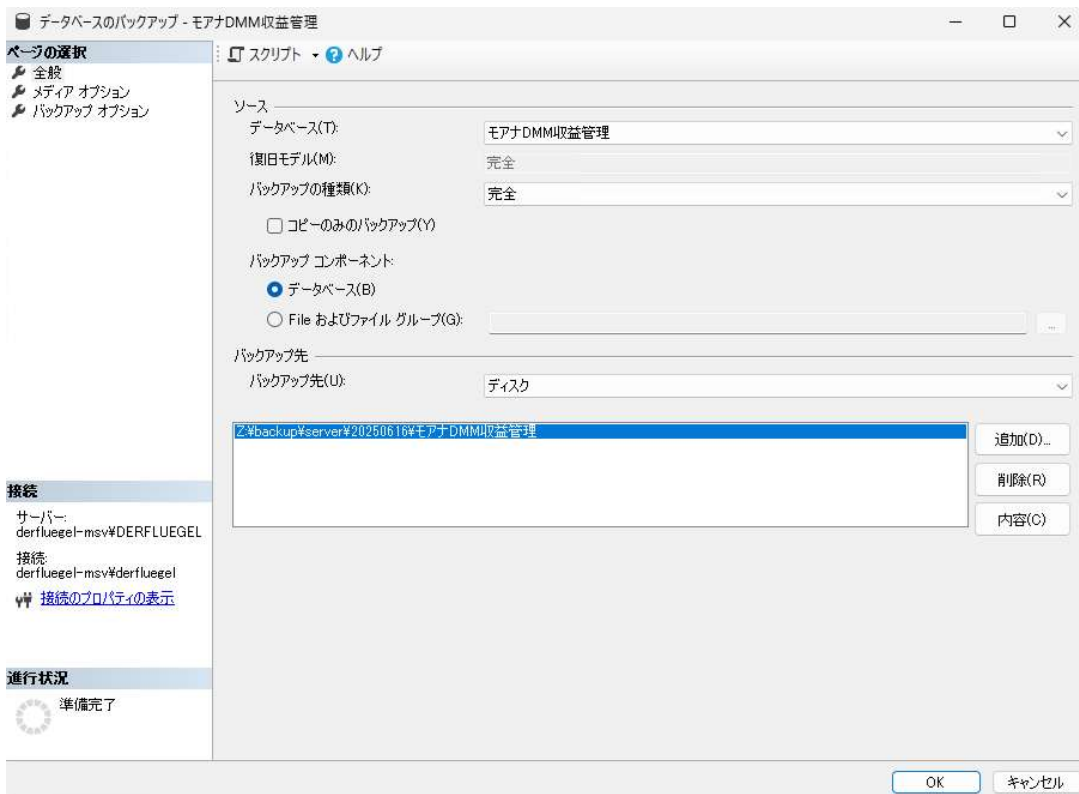 データベースのバックアップ - モアナDMM収益管理
ページの選択
全般
メディア オプション
バックアップ オプション
スクリプト
ヘルプ
ソース
データベース(T):
モアナDMM収益管理
復旧モデル(M):
完全
バックアップの種類(K):
完全
コピーのみのバックアップ(Y)
バックアップ コンポーネント:
データベース(B)
File およびファイル グループ(G):
...
バックアップ先
バックアップ先(U):
ディスク
Z:¥backup¥server¥20250616¥モアナDMM収益管理
追加(D)...
削除(R)
内容(C)
接続
サーバー:
derfluegel-msv¥DERFLUEGEL
接続:
derfluegel-msv¥derfluegel
接続のプロパティの表示
進行状況
準備完了
OK
キャンセル